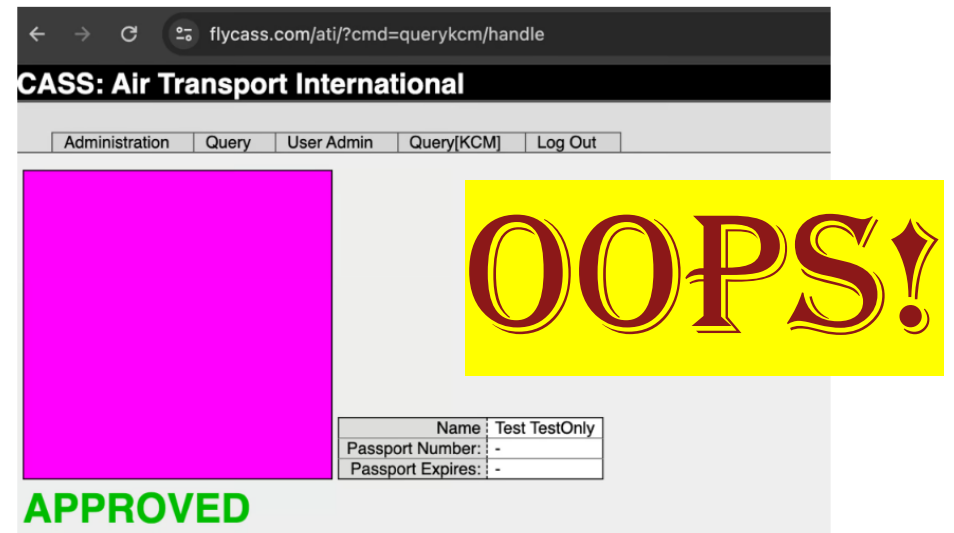 flycass.com/ati/?cmd=querykcm/handle
CASS: Air Transport International
Administration Query User Admin Query[KCM] Log Out
OOPS!
Name Test TestOnly
Passport Number: -
Passport Expires: -
APPROVED